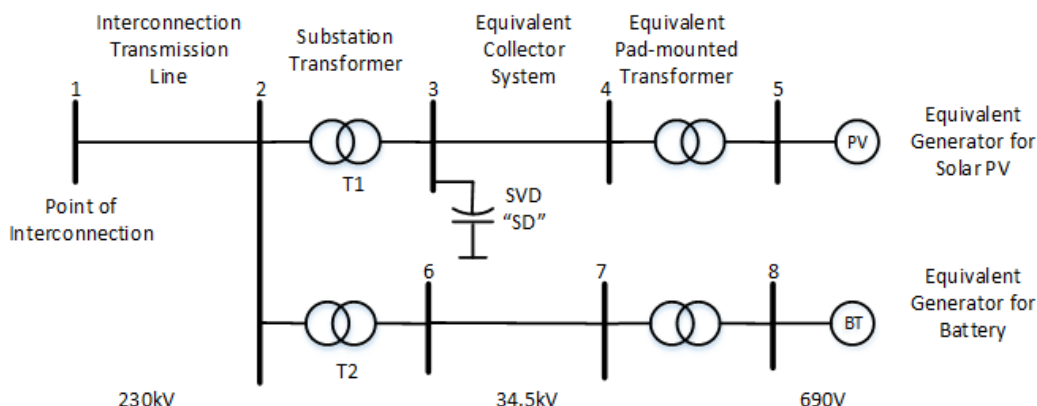 Interconnection
Transmission
Line
Substation
Transformer
Equivalent
Collector
System
Equivalent
Pad-mounted
Transformer
1
2
3
4
5
T1
PV
Equivalent
Generator for
Solar PV
Point of
Interconnection
SVD
“SD”
6
7
8
T2
BT
Equivalent
Generator for
Battery
230kV
34.5kV
690V